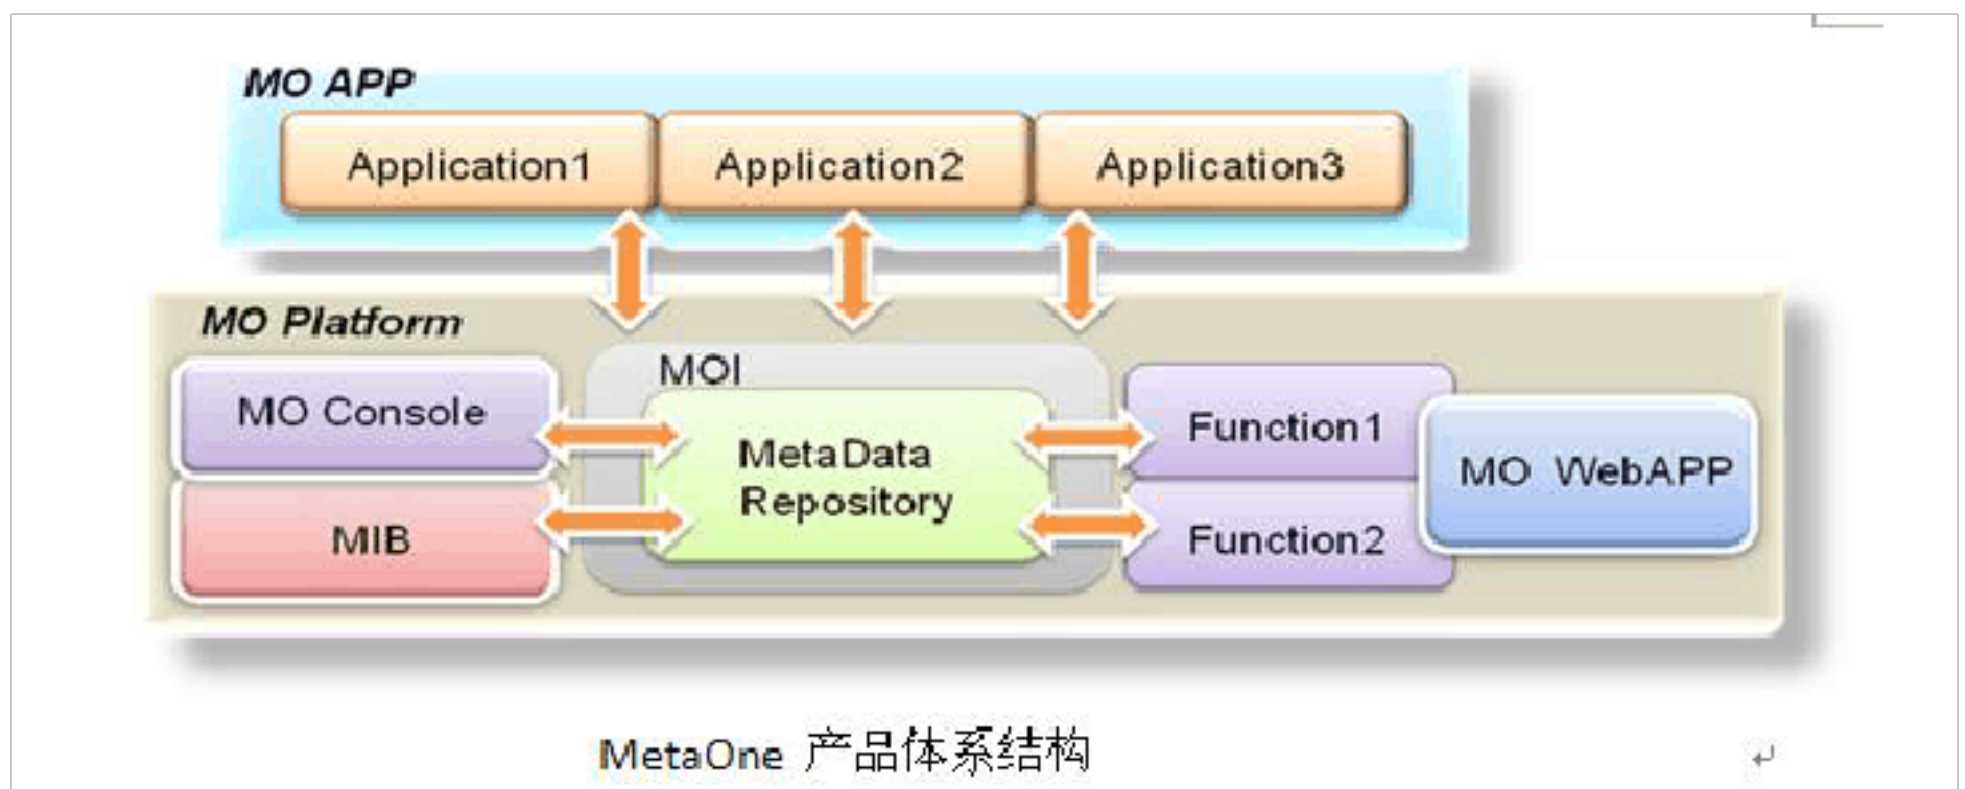 MO APP
Application1 Application2 Application3
MO Platform
MOI
MO Console
MetaData
Repository
MIB
Function1
Function2
MO WebAPP
MetaOne 产品体系结构